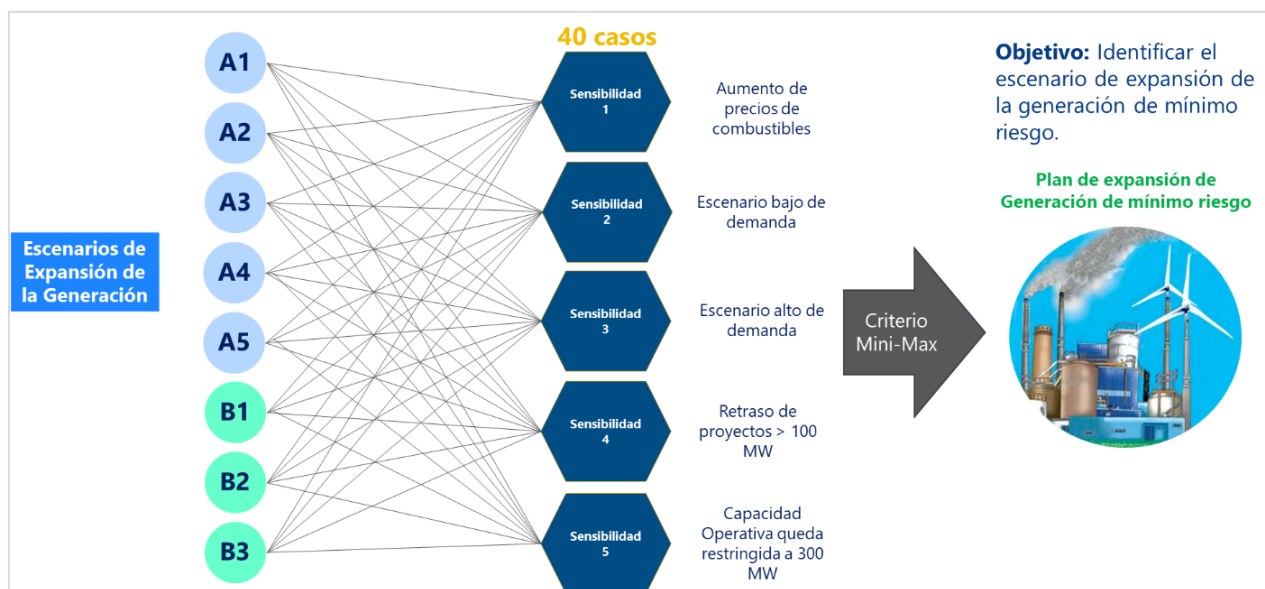 Escenarios de
Expansión de
la Generación
A1
A2
A3
A4
A5
B1
B2
B3
40 casos
Sensibilidad
1
Aumento de
precios de
combustibles
Sensibilidad
2
Escenario bajo de
demanda
Sensibilidad
3
Escenario alto de
demanda
Sensibilidad
4
Retraso de
proyectos > 100
MW
Sensibilidad
5
Capacidad
Operativa queda
restringida a 300
MW
Criterio
Mini-Max
Objetivo: Identificar el
escenario de expansión de
la generación de mínimo
riesgo.
Plan de expansión de
Generación de mínimo riesgo